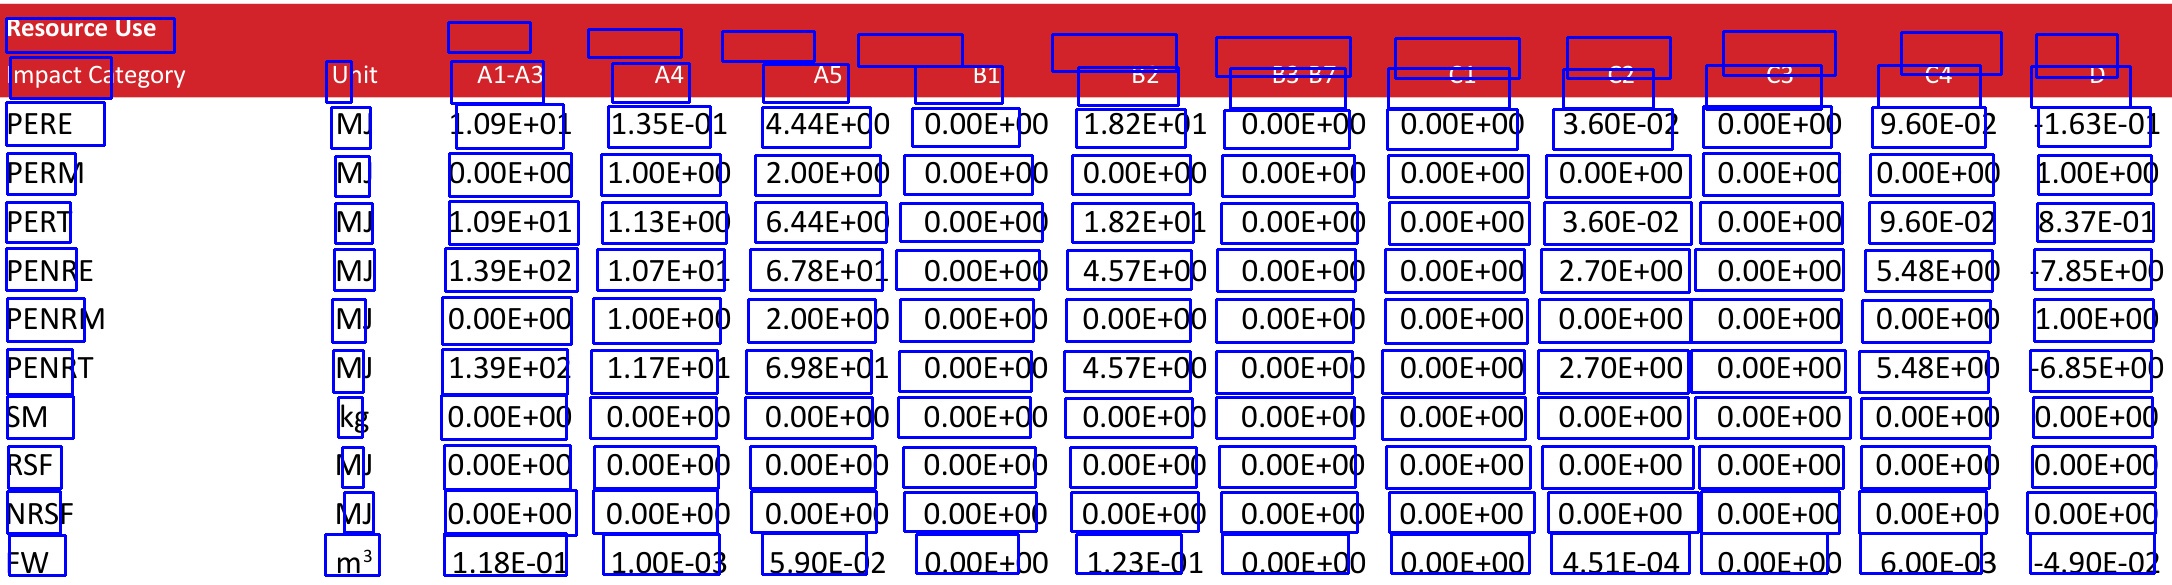 Resource Use
Impact Category Unit A1-A3 A4 A5 B1 B2 B3-B7 C1 C2 C3 C4 D
PERE MJ 1.09E+01 1.35E-01 4.44E+00 0.00E+00 1.82E+01 0.00E+00 0.00E+00 3.60E-02 0.00E+00 9.60E-02 -1.63E-01
PERM MJ 0.00E+00 1.00E+00 2.00E+00 0.00E+00 0.00E+00 0.00E+00 0.00E+00 0.00E+00 0.00E+00 0.00E+00 1.00E+00
PERT MJ 1.09E+01 1.13E+00 6.44E+00 0.00E+00 1.82E+01 0.00E+00 0.00E+00 3.60E-02 0.00E+00 9.60E-02 8.37E-01
PENRE MJ 1.39E+02 1.07E+01 6.78E+01 0.00E+00 4.57E+00 0.00E+00 0.00E+00 2.70E+00 0.00E+00 5.48E+00 -7.85E+00
PENRM MJ 0.00E+00 1.00E+00 2.00E+00 0.00E+00 0.00E+00 0.00E+00 0.00E+00 0.00E+00 0.00E+00 0.00E+00 1.00E+00
PENRT MJ 1.39E+02 1.17E+01 6.98E+01 0.00E+00 4.57E+00 0.00E+00 0.00E+00 2.70E+00 0.00E+00 5.48E+00 -6.85E+00
SM kg 0.00E+00 0.00E+00 0.00E+00 0.00E+00 0.00E+00 0.00E+00 0.00E+00 0.00E+00 0.00E+00 0.00E+00 0.00E+00
RSF MJ 0.00E+00 0.00E+00 0.00E+00 0.00E+00 0.00E+00 0.00E+00 0.00E+00 0.00E+00 0.00E+00 0.00E+00 0.00E+00
NRSF MJ 0.00E+00 0.00E+00 0.00E+00 0.00E+00 0.00E+00 0.00E+00 0.00E+00 0.00E+00 0.00E+00 0.00E+00 0.00E+00
FW m³ 1.18E-01 1.00E-03 5.90E-02 0.00E+00 1.23E-01 0.00E+00 0.00E+00 4.51E-04 0.00E+00 6.00E-03 -4.90E-02